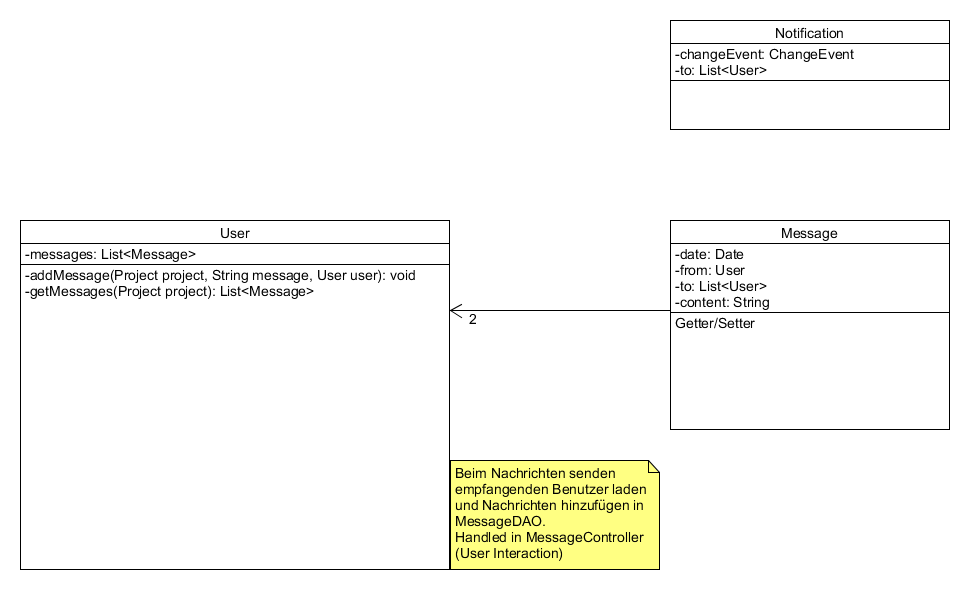 Notification
-changeEvent: ChangeEvent
-to: List<User>
User
-messages: List<Message>
-addMessage(Project project, String message, User user): void
-getMessages(Project project): List<Message>
2
Message
-date: Date
-from: User
-to: List<User>
-content: String
Getter/Setter
Beim Nachrichten senden
empfangenden Benutzer laden
und Nachrichten hinzufügen in
MessageDAO.
Handled in MessageController
(User Interaction)